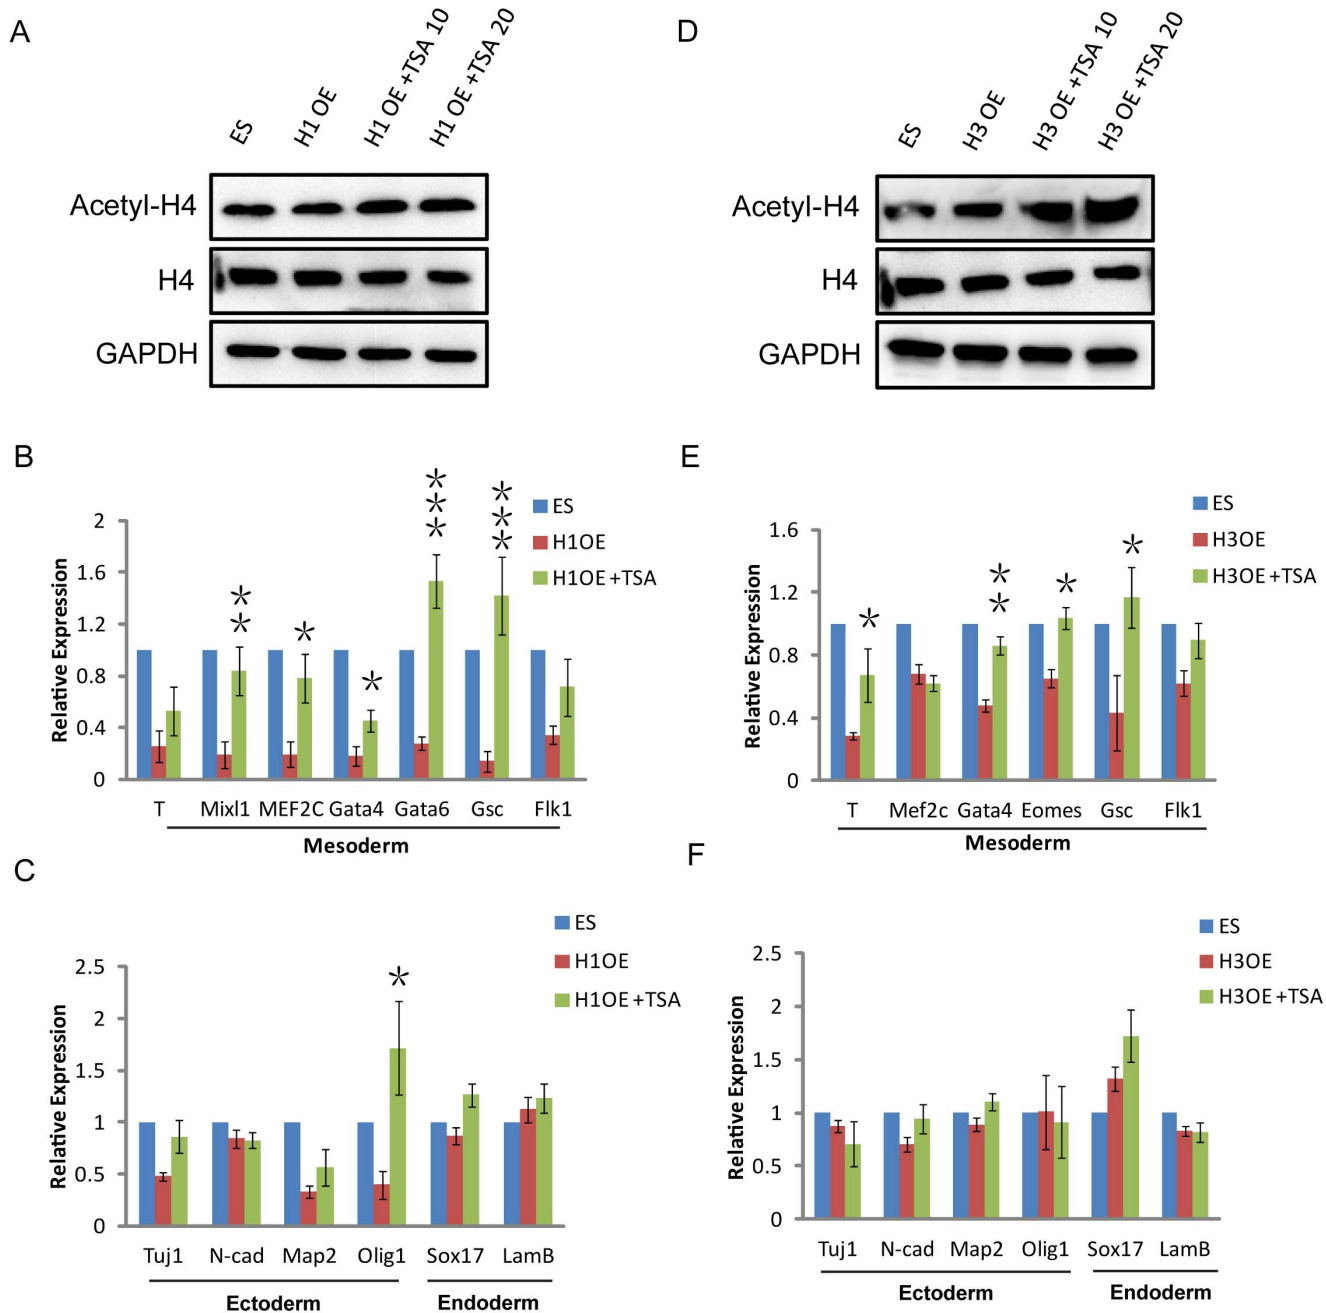 A
ES
H1 OE
H1 OE +TSA 10
H1 OE +TSA 20
Acetyl-H4
H4
GAPDH
D
ES
H3 OE
H3 OE +TSA 10
H3 OE +TSA 20
Acetyl-H4
H4
GAPDH
B
Relative Expression
2
1.6
1.2
0.8
0.4
0
* *
*
*
* * *
* * *
ES
H1OE
H1OE +TSA
T Mixl1 MEF2C Gata4 Gata6 Gsc Flk1
Mesoderm
E
Relative Expression
1.6
1.2
0.8
0.4
0
*
* *
*
*
ES
H3OE
H3OE +TSA
T Mef2c Gata4 Eomes Gsc Flk1
Mesoderm
C
Relative Expression
2.5
2
1.5
1
0.5
0
*
ES
H1OE
H1OE +TSA
Tuj1 N-cad Map2 Olig1 Sox17 LamB
Ectoderm Endoderm
F
Relative Expression
2.5
2
1.5
1
0.5
0
ES
H3OE
H3OE +TSA
Tuj1 N-cad Map2 Olig1 Sox17 LamB
Ectoderm Endoderm